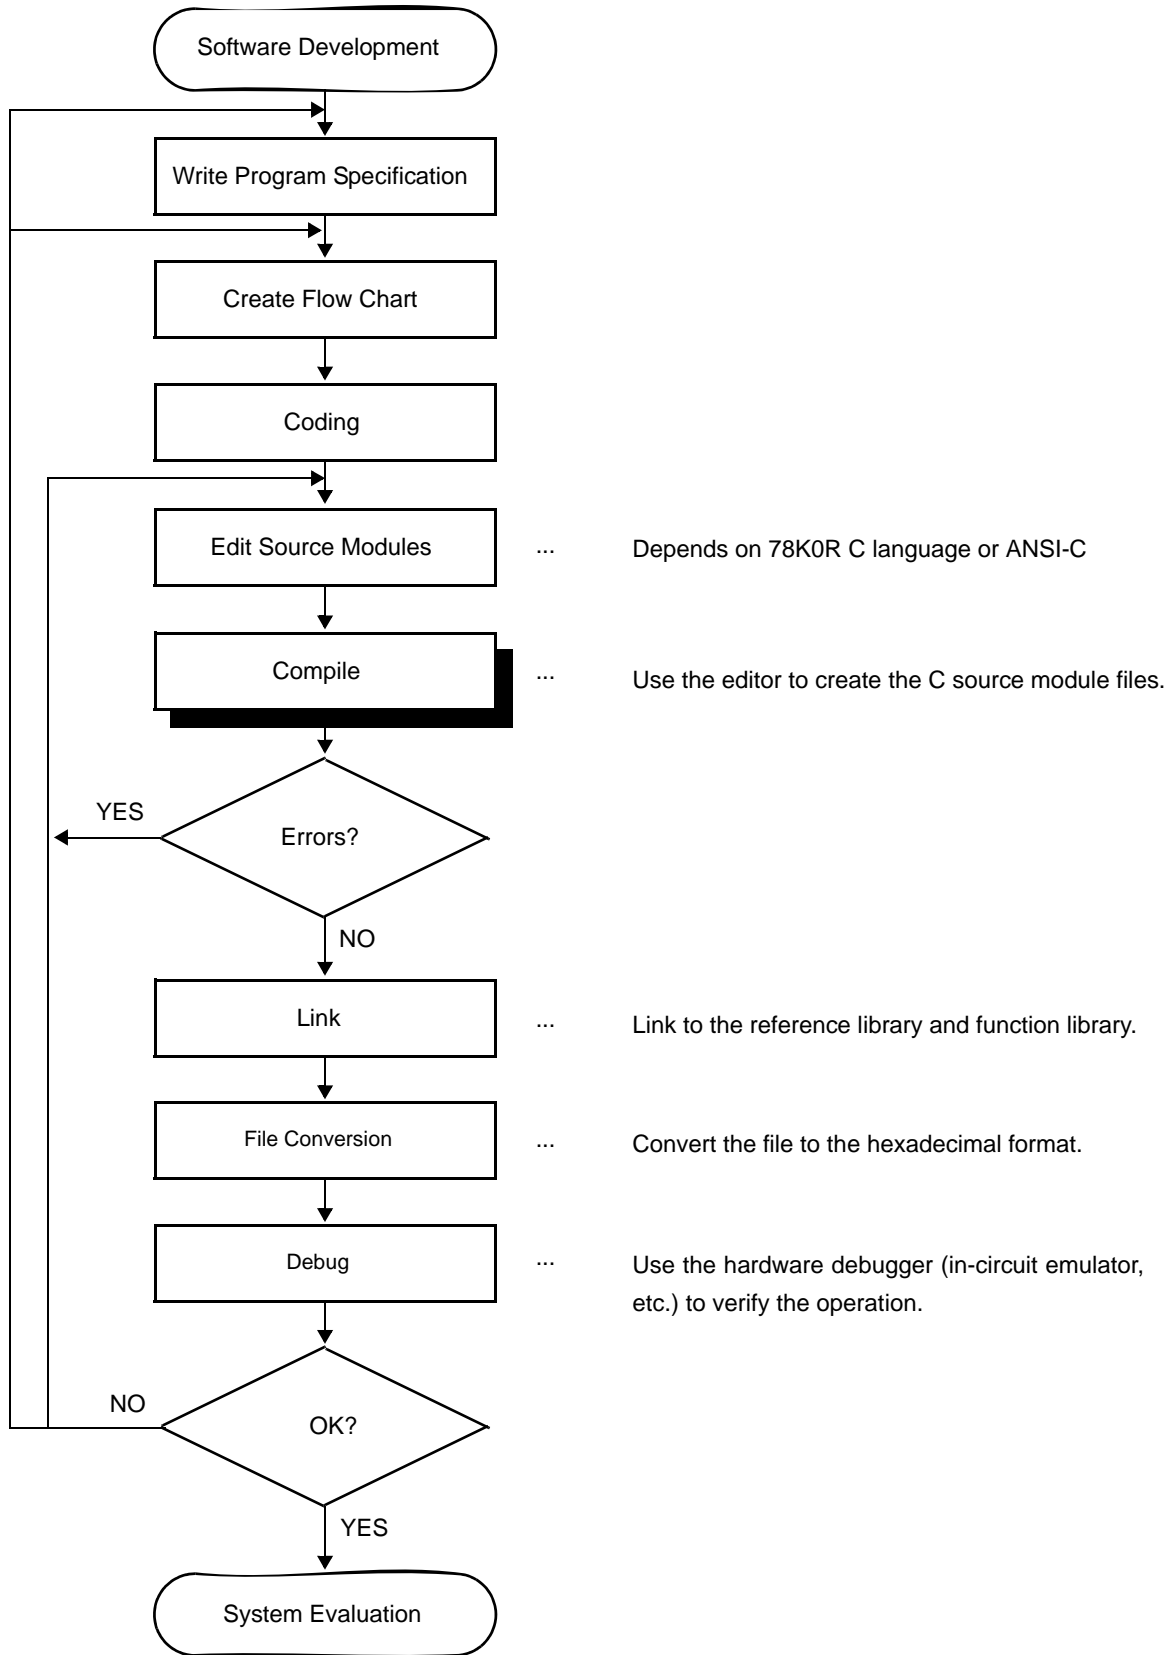 Software Development
Write Program Specification
Create Flow Chart
Coding
Edit Source Modules
...
Depends on 78K0R C language or ANSI-C
Compile
...
Use the editor to create the C source module files.
YES
Errors?
NO
Link
...
Link to the reference library and function library.
File Conversion
...
Convert the file to the hexadecimal format.
Debug
...
Use the hardware debugger (in-circuit emulator,
etc.) to verify the operation.
NO
OK?
YES
System Evaluation